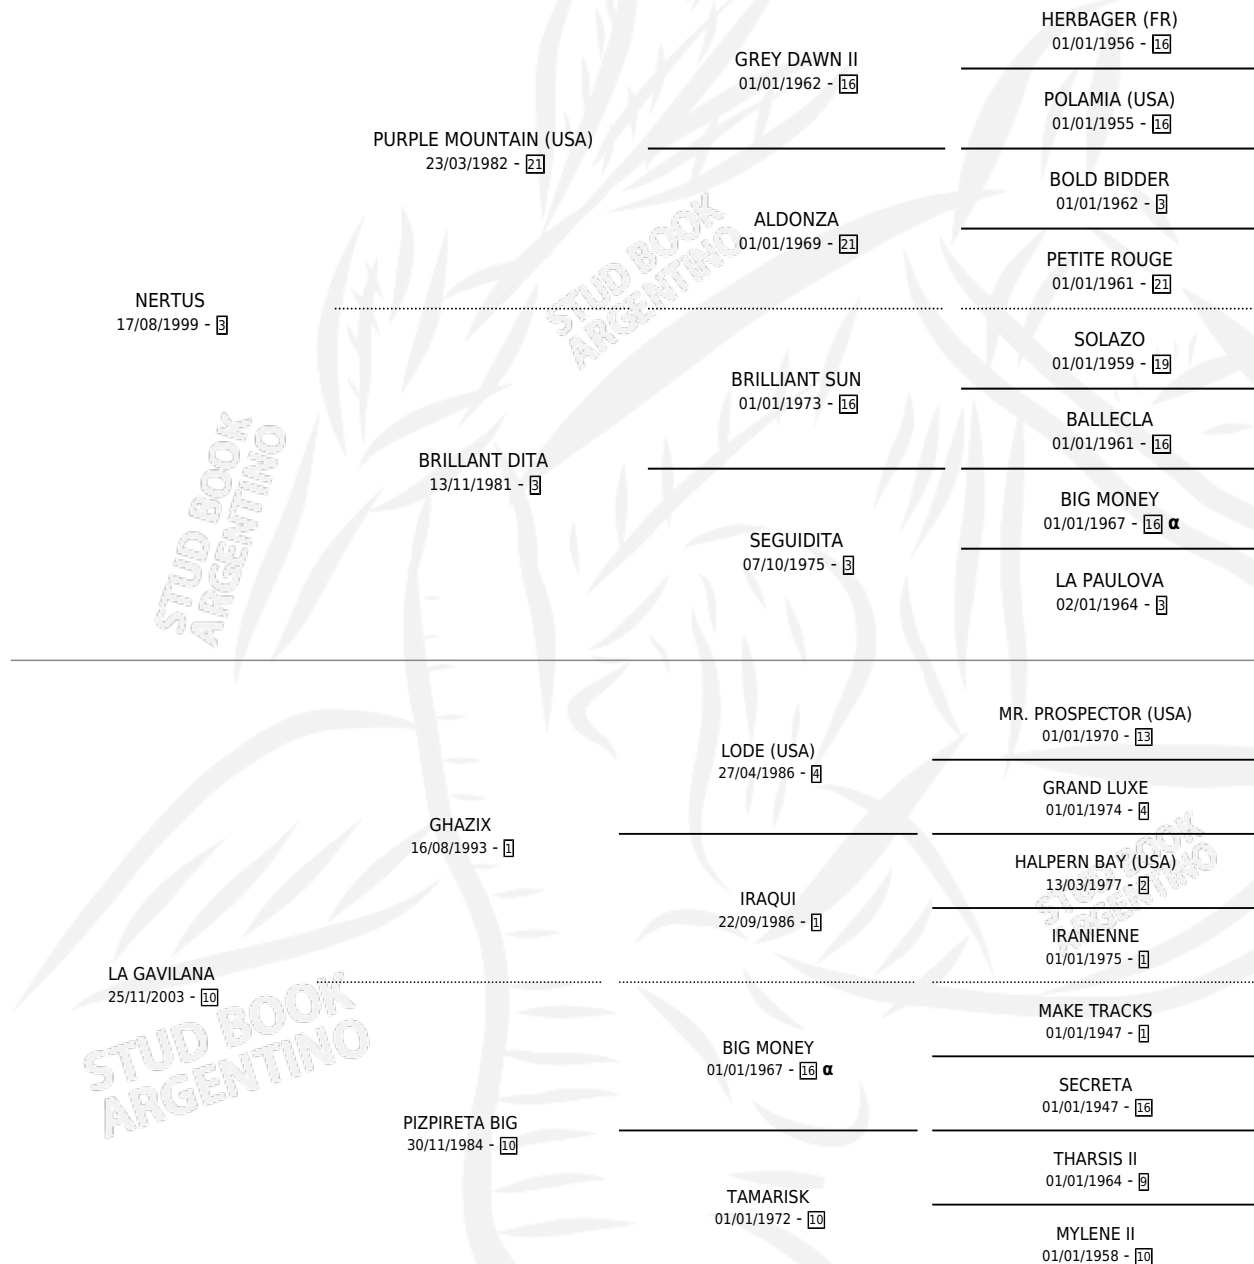 HERBAGER (FR)
01/01/1956 - 16
GREY DAWN II
01/01/1962 - 16
POLAMIA (USA)
01/01/1955 - 16
PURPLE MOUNTAIN (USA)
23/03/1982 - 21
BOLD BIDDER
01/01/1962 - 3
ALDONZA
01/01/1969 - 21
PETITE ROUGE
01/01/1961 - 21
NERTUS
17/08/1999 - 3
SOLAZO
01/01/1959 - 19
BRILLIANT SUN
01/01/1973 - 16
BALLECLA
01/01/1961 - 16
BRILLANT DITA
13/11/1981 - 3
BIG MONEY
01/01/1967 - 16 α
SEGUIDITA
07/10/1975 - 3
LA PAULOVA
02/01/1964 - 3
MR. PROSPECTOR (USA)
01/01/1970 - 13
LODE (USA)
27/04/1986 - 4
GRAND LUXE
01/01/1974 - 4
GHAZIX
16/08/1993 - 1
HALPERN BAY (USA)
13/03/1977 - 2
IRAQUI
22/09/1986 - 1
IRANIENNE
01/01/1975 - 1
LA GAVILANA
25/11/2003 - 10
MAKE TRACKS
01/01/1947 - 1
BIG MONEY
01/01/1967 - 16 α
SECRETA
01/01/1947 - 16
PIZPIRETA BIG
30/11/1984 - 10
THARSIS II
01/01/1964 - 9
TAMARISK
01/01/1972 - 10
MYLENE II
01/01/1958 - 10
STUD BOOK
ARGENTINO
STUD BOOK
ARGENTINO
STUD BOOK
ARGENTINO
STUD BOOK
ARGENTINO